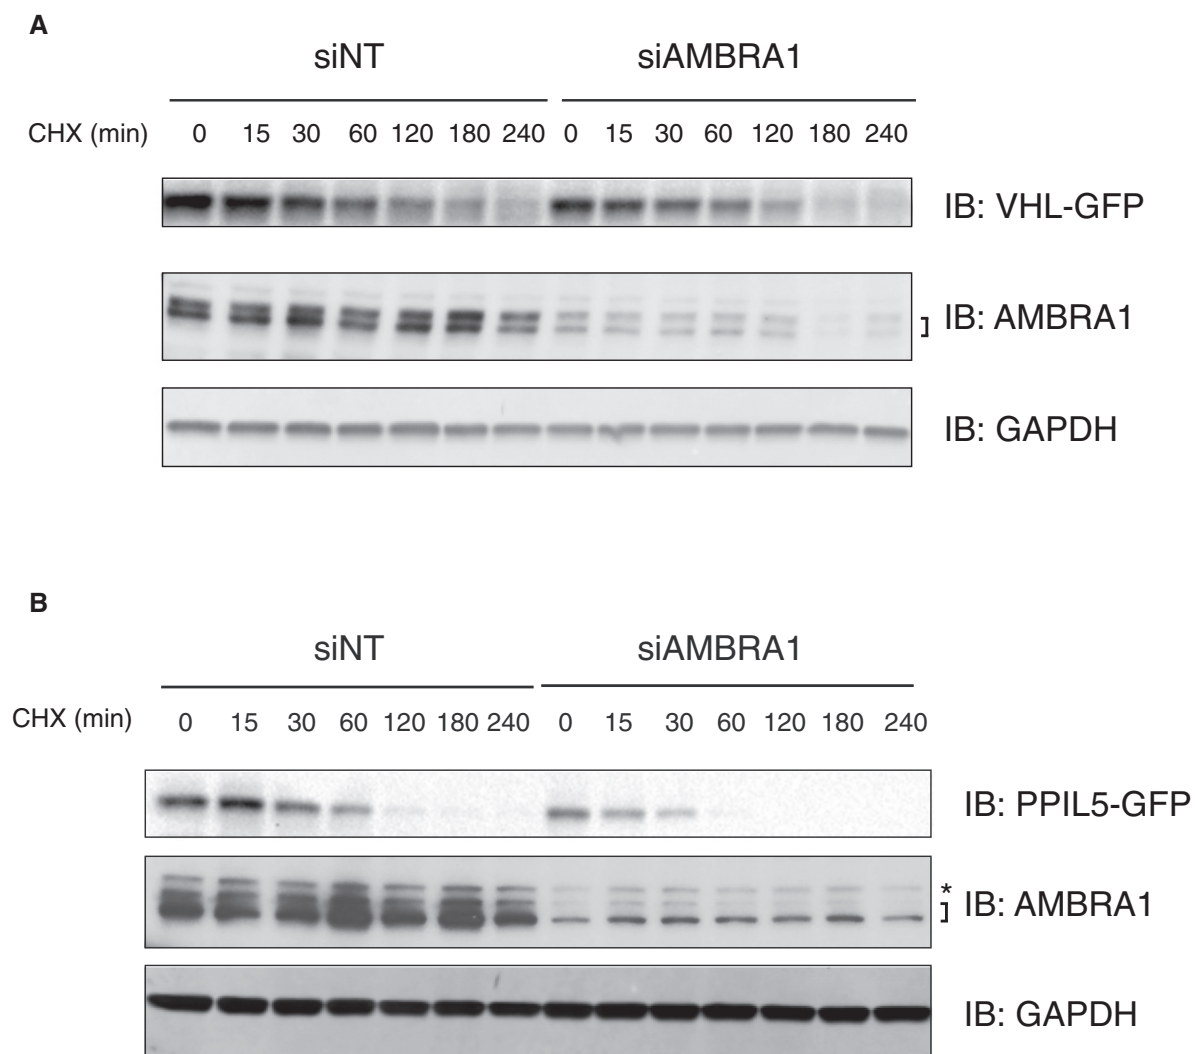 A
siNT siAMBRA1
CHX (min) 0 15 30 60 120 180 240 0 15 30 60 120 180 240
IB: VHL-GFP
IB: AMBRA1
IB: GAPDH
B
siNT siAMBRA1
CHX (min) 0 15 30 60 120 180 240 0 15 30 60 120 180 240
IB: PPIL5-GFP
* IB: AMBRA1
IB: GAPDH